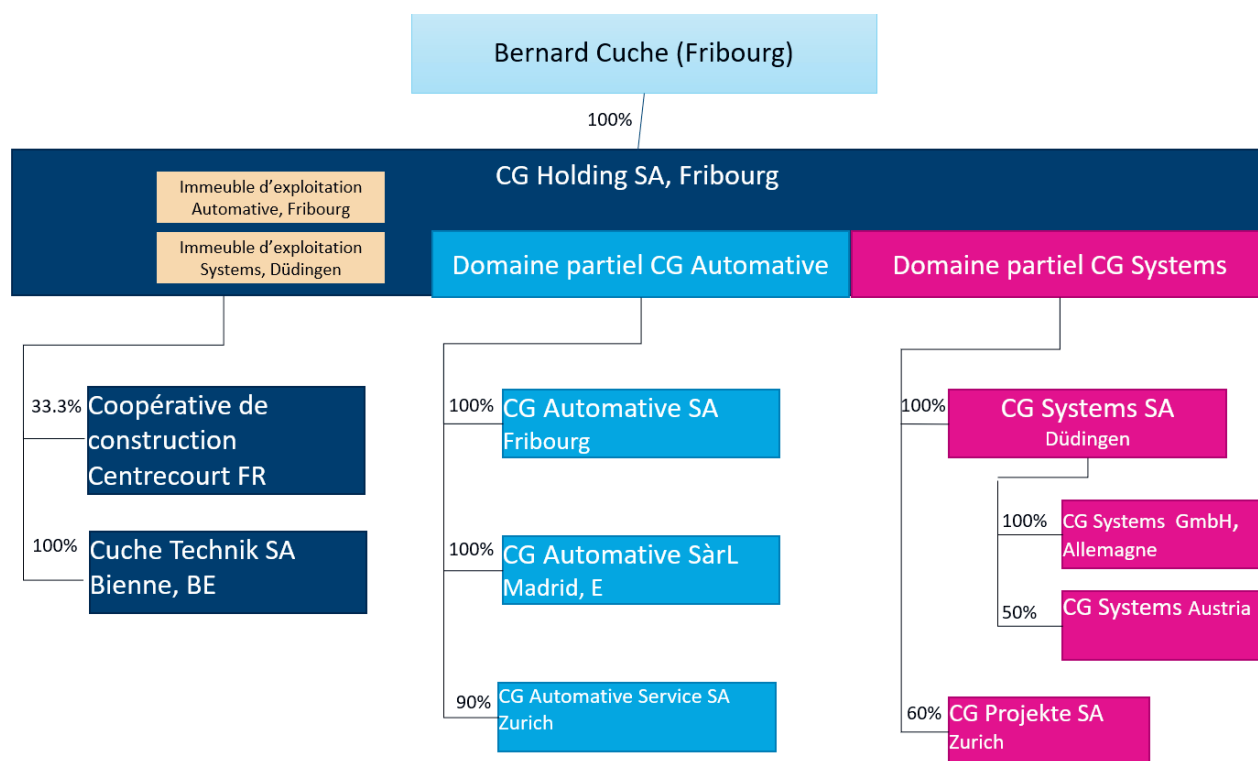 Bernard Cuche (Fribourg)
100%
CG Holding SA, Fribourg
Immeuble d’exploitation
Automative, Fribourg
Immeuble d’exploitation
Systems, Düdingen
Domaine partiel CG Automative
Domaine partiel CG Systems
33.3%
Coopérative de
construction
Centrecourt FR
100%
Cuche Technik SA
Bienne, BE
100%
CG Automative SA
Fribourg
100%
CG Automative SàrL
Madrid, E
90%
CG Automative Service SA
Zurich
100%
CG Systems SA
Düdingen
100%
CG Systems GmbH,
Allemagne
50%
CG Systems Austria
60%
CG Projekte SA
Zurich